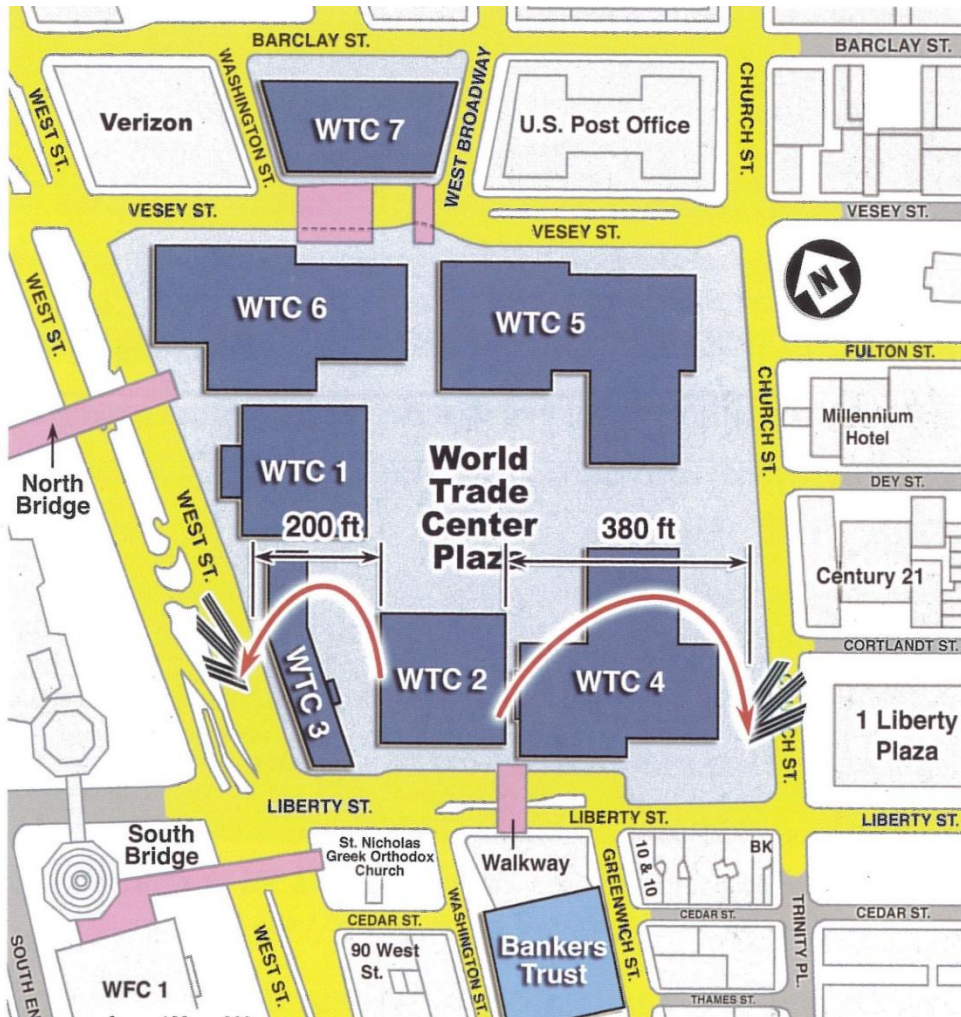 BARCLAY ST.
BARCLAY ST.
WEST ST.
WASHINGTON ST.
WEST BROADWAY
CHURCH ST.
Verizon
WTC 7
U.S. Post Office
VESEY ST.
VESEY ST.
VESEY ST.
WEST ST.
WTC 6
WTC 5
N
FULTON ST.
CHURCH ST.
Millennium
Hotel
North
Bridge
WTC 1
World
Trade
Center
Plaz
DEY ST.
WEST ST.
200 ft
380 ft
Century 21
CORTLANDT ST.
WTC 3
WTC 2
WTC 4
CH ST.
1 Liberty
Plaza
LIBERTY ST.
LIBERTY ST.
LIBERTY ST.
South
Bridge
St. Nicholas
Greek Orthodox
Church
Walkway
10 & 10
BK
CEDAR ST.
CEDAR ST.
CEDAR ST.
WASHINGTON ST.
GREENWICH ST.
TRINITY PL.
90 West
St.
Bankers
Trust
SOUTH EN
WEST ST.
WFC 1
THAMES ST.